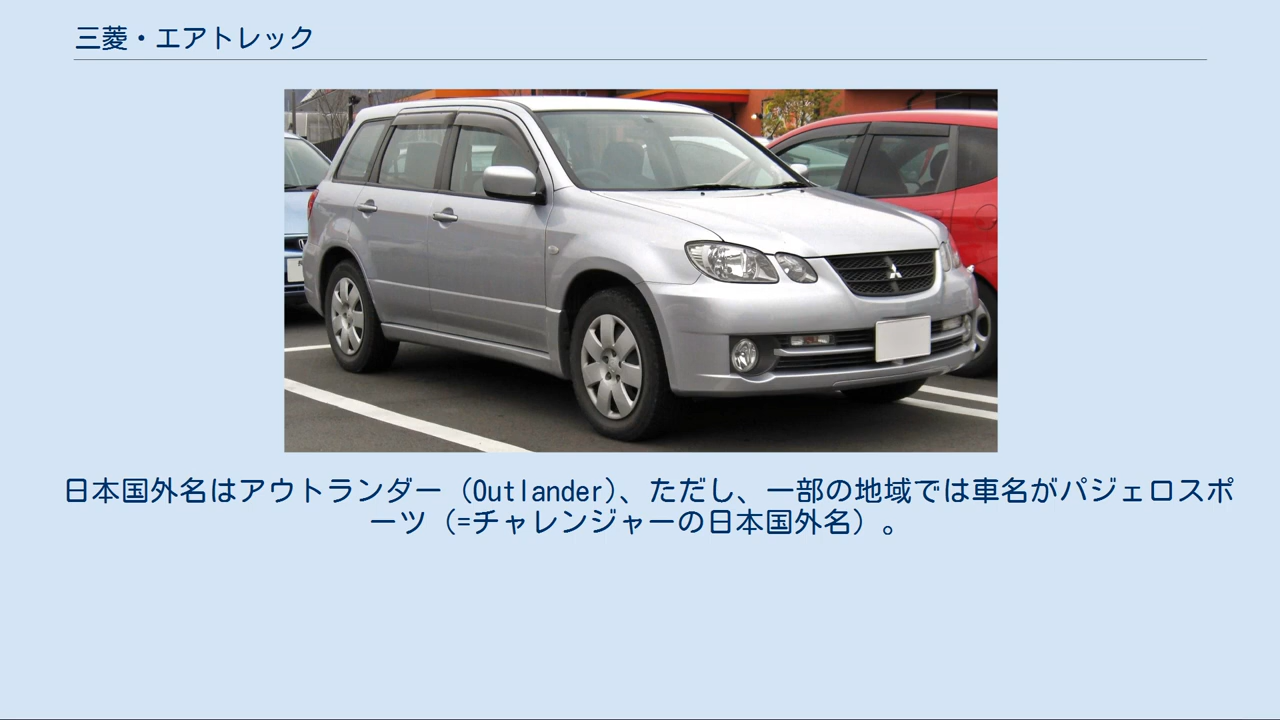 三菱・エアトレック
日本国外名はアウトランダー（Outlander）、ただし、一部の地域では車名がパジェロスポ
ーツ（=チャレンジャーの日本国外名）。